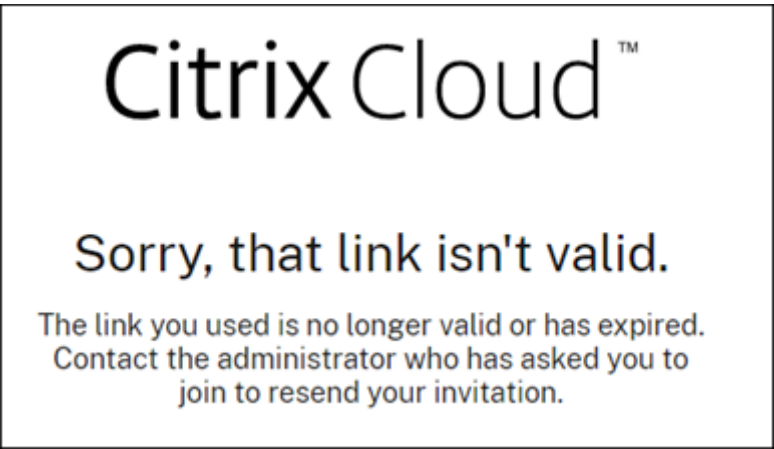 Citrix Cloud™
Sorry, that link isn't valid.
The link you used is no longer valid or has expired.
Contact the administrator who has asked you to
join to resend your invitation.